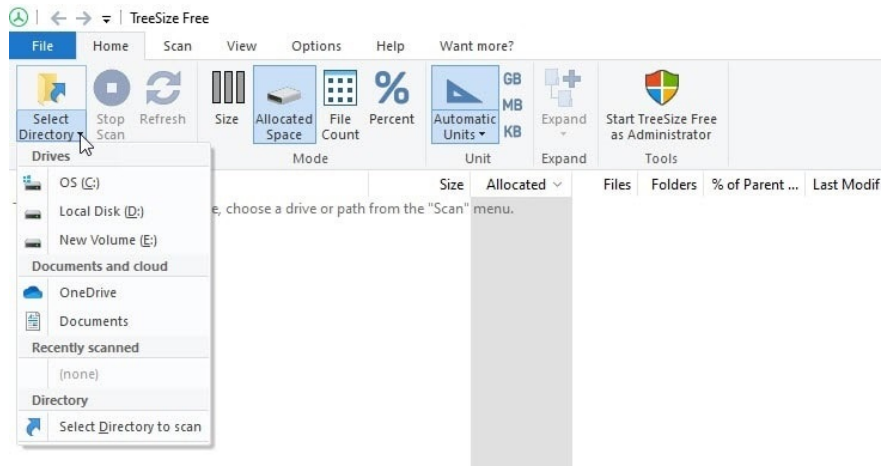 TreeSize Free
File Home Scan View Options Help Want more?
Select Directory
Stop Scan
Refresh
Size
Allocated Space
File Count
Percent
Mode
Automatic Units
GB
MB
KB
Unit
Expand
Expand
Start TreeSize Free as Administrator
Tools
Drives
OS (C:)
Local Disk (D:)
New Volume (E:)
Documents and cloud
OneDrive
Documents
Recently scanned
(none)
Directory
Select Directory to scan
Size Allocated Files Folders % of Parent ... Last Modif
e, choose a drive or path from the "Scan" menu.